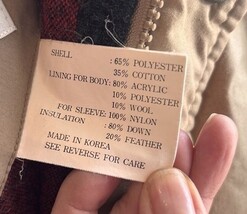 SHELL : 65% POLYESTER
35% COTTON
LINING FOR BODY: 80% ACRYLIC
10% POLYESTER
10% WOOL
FOR SLEEVE: 100% NYLON
INSULATION : 80% DOWN
20% FEATHER
MADE IN KOREA
SEE REVERSE FOR CARE